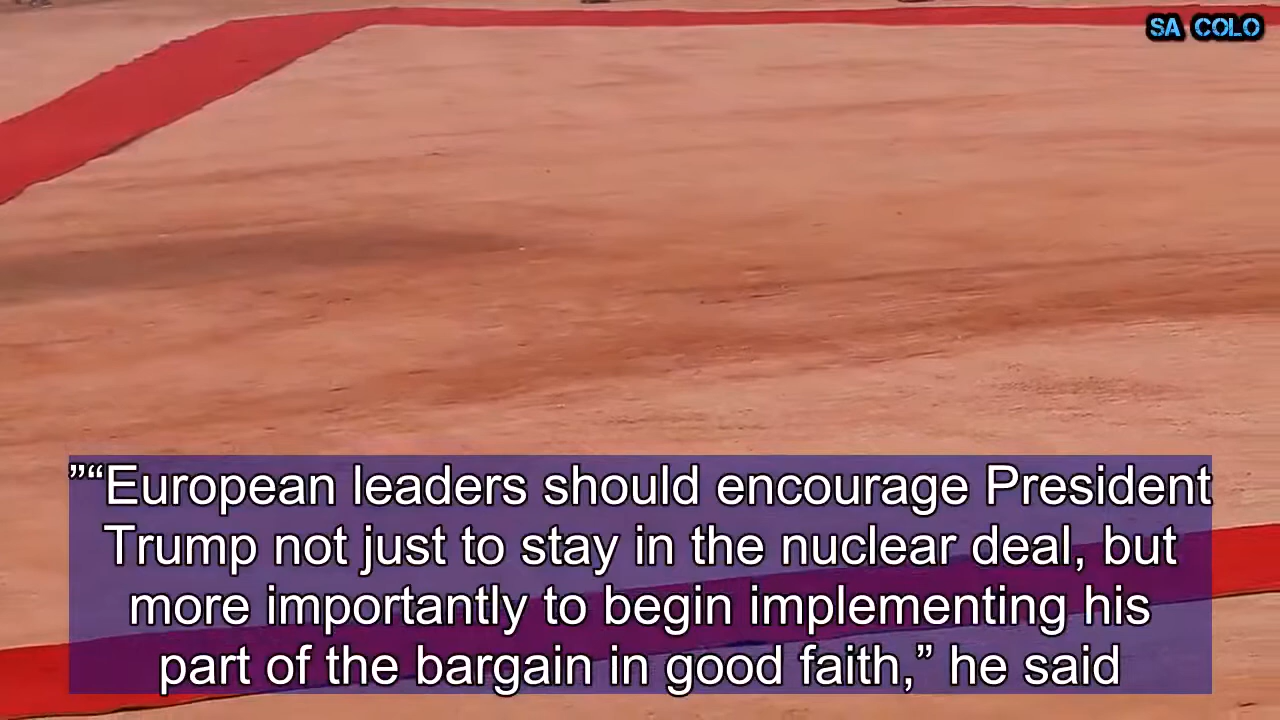 SA COLO
”“European leaders should encourage President
Trump not just to stay in the nuclear deal, but
more importantly to begin implementing his
part of the bargain in good faith,” he said